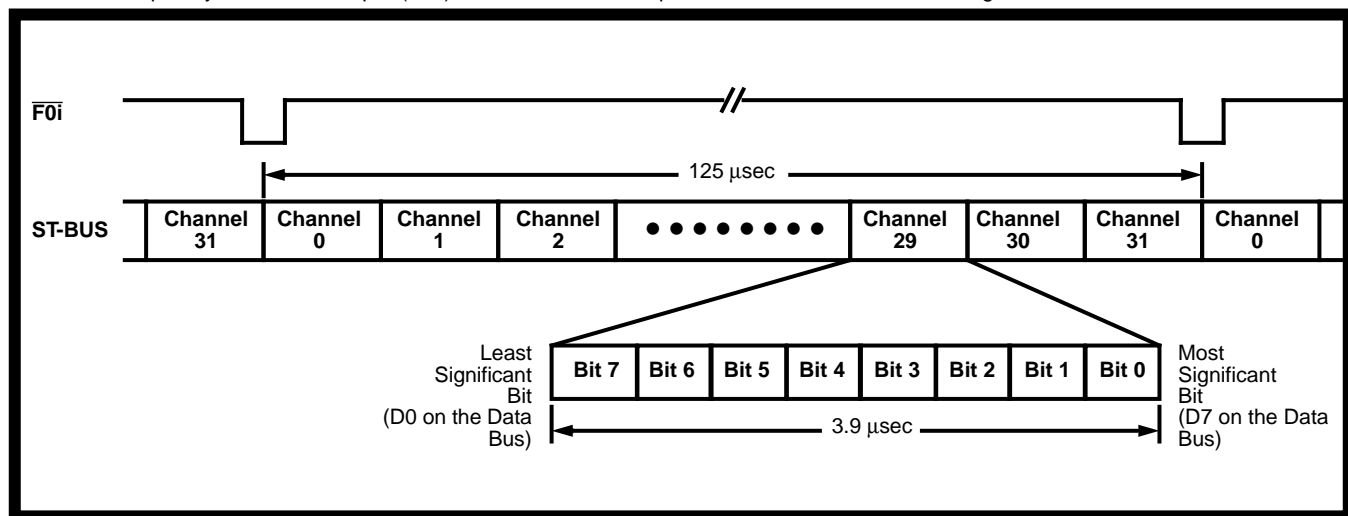 F0i
125 μsec
ST-BUS
Channel 31
Channel 0
Channel 1
Channel 2
Channel 29
Channel 30
Channel 31
Channel 0
Least
Significant
Bit
(D0 on the Data
Bus)
Bit 7 Bit 6 Bit 5 Bit 4 Bit 3 Bit 2 Bit 1 Bit 0
3.9 μsec
Most
Significant
Bit
(D7 on the Data
Bus)